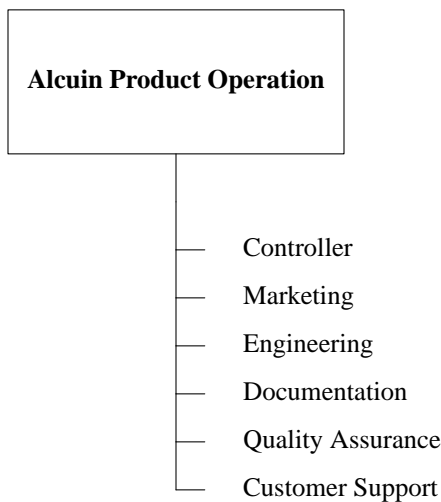 Alcuin Product Operation
Controller
Marketing
Engineering
Documentation
Quality Assurance
Customer Support